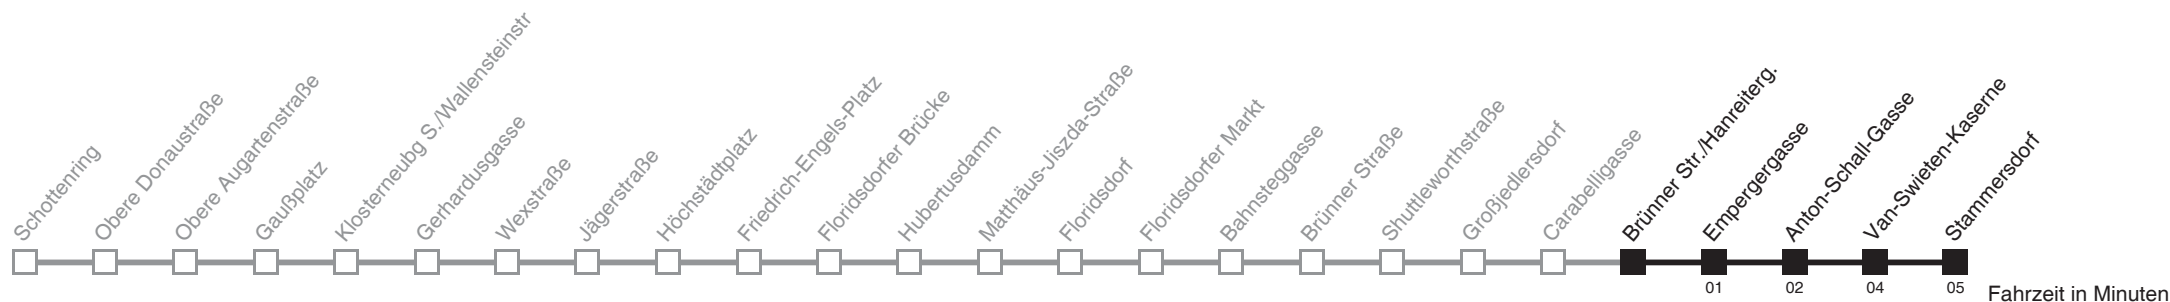 Schottenring
Obere Donaustraße
Obere Augartenstraße
Gaußplatz
Klosterneubg S./Wallensteinstr
Gerhardusgasse
Wexstraße
Jägerstraße
Höchstädtplatz
Friedrich-Engels-Platz
Floridsdorfer Brücke
Hubertusdamm
Matthäus-Jiszda-Straße
Floridsdorf
Floridsdorfer Markt
Bahnsteggasse
Brünner Straße
Shuttleworthstraße
Großjedlersdorf
Carabelligasse
Brünner Str./Hanreiterg.
Empergergasse
Anton-Schall-Gasse
Van-Swieten-Kaserne
Stammersdorf
01 02 04 05
Fahrzeit in Minuten